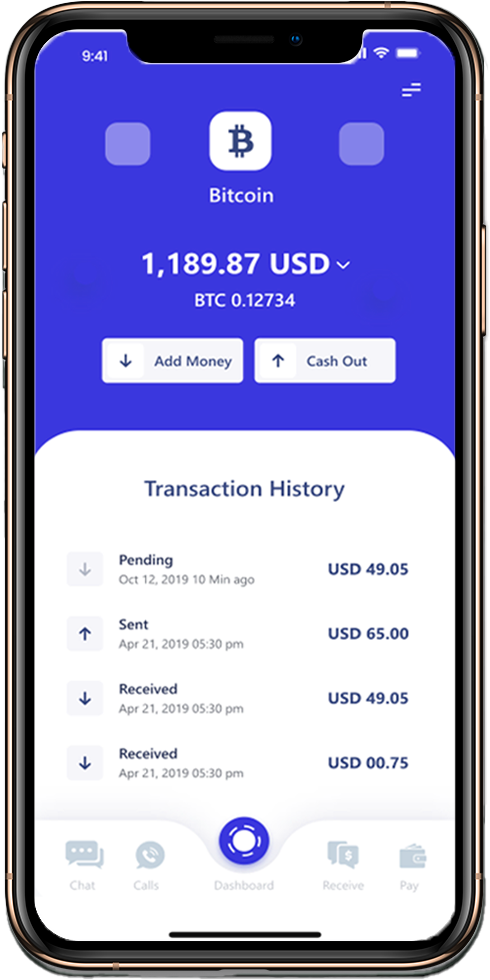 9:41
Bitcoin
1,189.87 USD
BTC 0.12734
Add Money
Cash Out
Transaction History
Pending
Oct 12, 2019 10 Min ago
USD 49.05
Sent
Apr 21, 2019 05:30 pm
USD 65.00
Received
Apr 21, 2019 05:30 pm
USD 49.05
Received
Apr 21, 2019 05:30 pm
USD 00.75
Chat
Calls
Dashboard
Receive
Pay